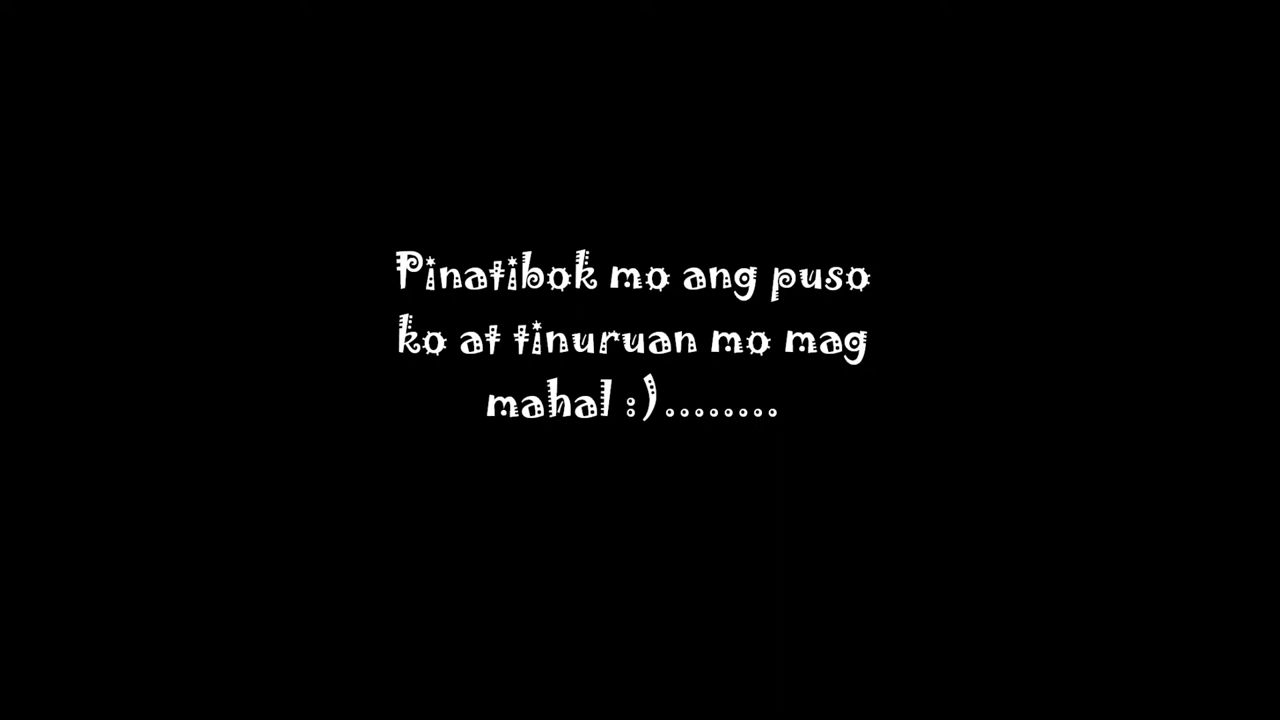 Pinatibok mo ang puso
ko at tinuruan mo mag
mahal :)........